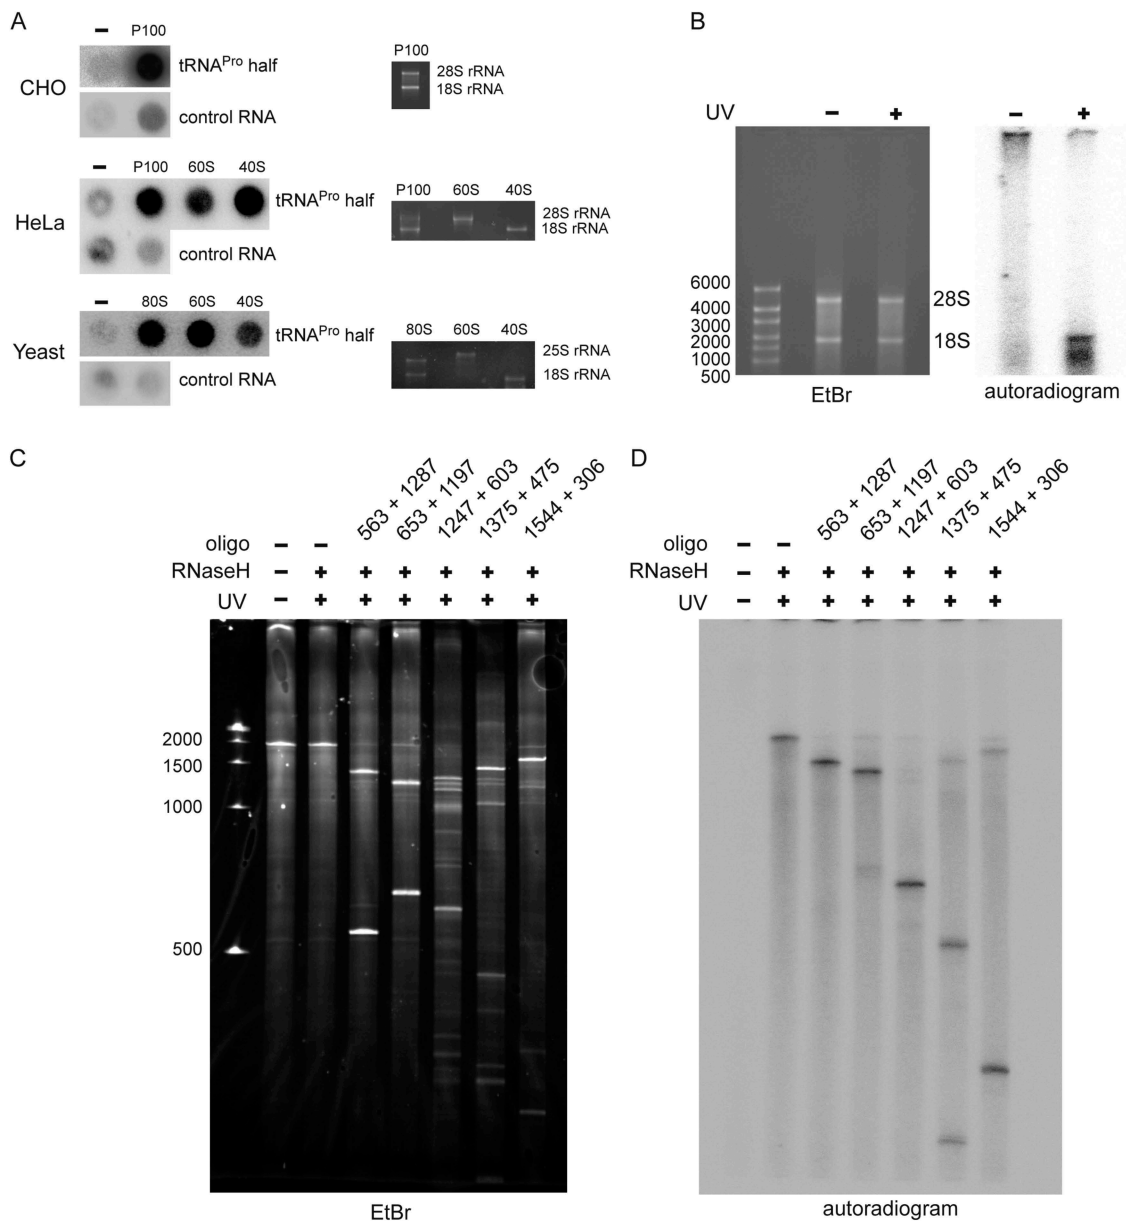 A
– P100
CHO
tRNAPro half
control RNA
P100
28S rRNA
18S rRNA
– P100 60S 40S
HeLa
tRNAPro half
control RNA
P100 60S 40S
28S rRNA
18S rRNA
– 80S 60S 40S
Yeast
tRNAPro half
control RNA
80S 60S 40S
25S rRNA
18S rRNA
B
UV – + – +
6000
4000
3000
2000
1000
500
28S
18S
EtBr
autoradiogram
C
oligo – – 563 + 1287 653 + 1197 1247 + 603 1375 + 475 1544 + 306
RNaseH – + + + + + +
UV – + + + + + +
2000
1500
1000
500
EtBr
D
oligo – – 563 + 1287 653 + 1197 1247 + 603 1375 + 475 1544 + 306
RNaseH – + + + + + +
UV – + + + + + +
autoradiogram